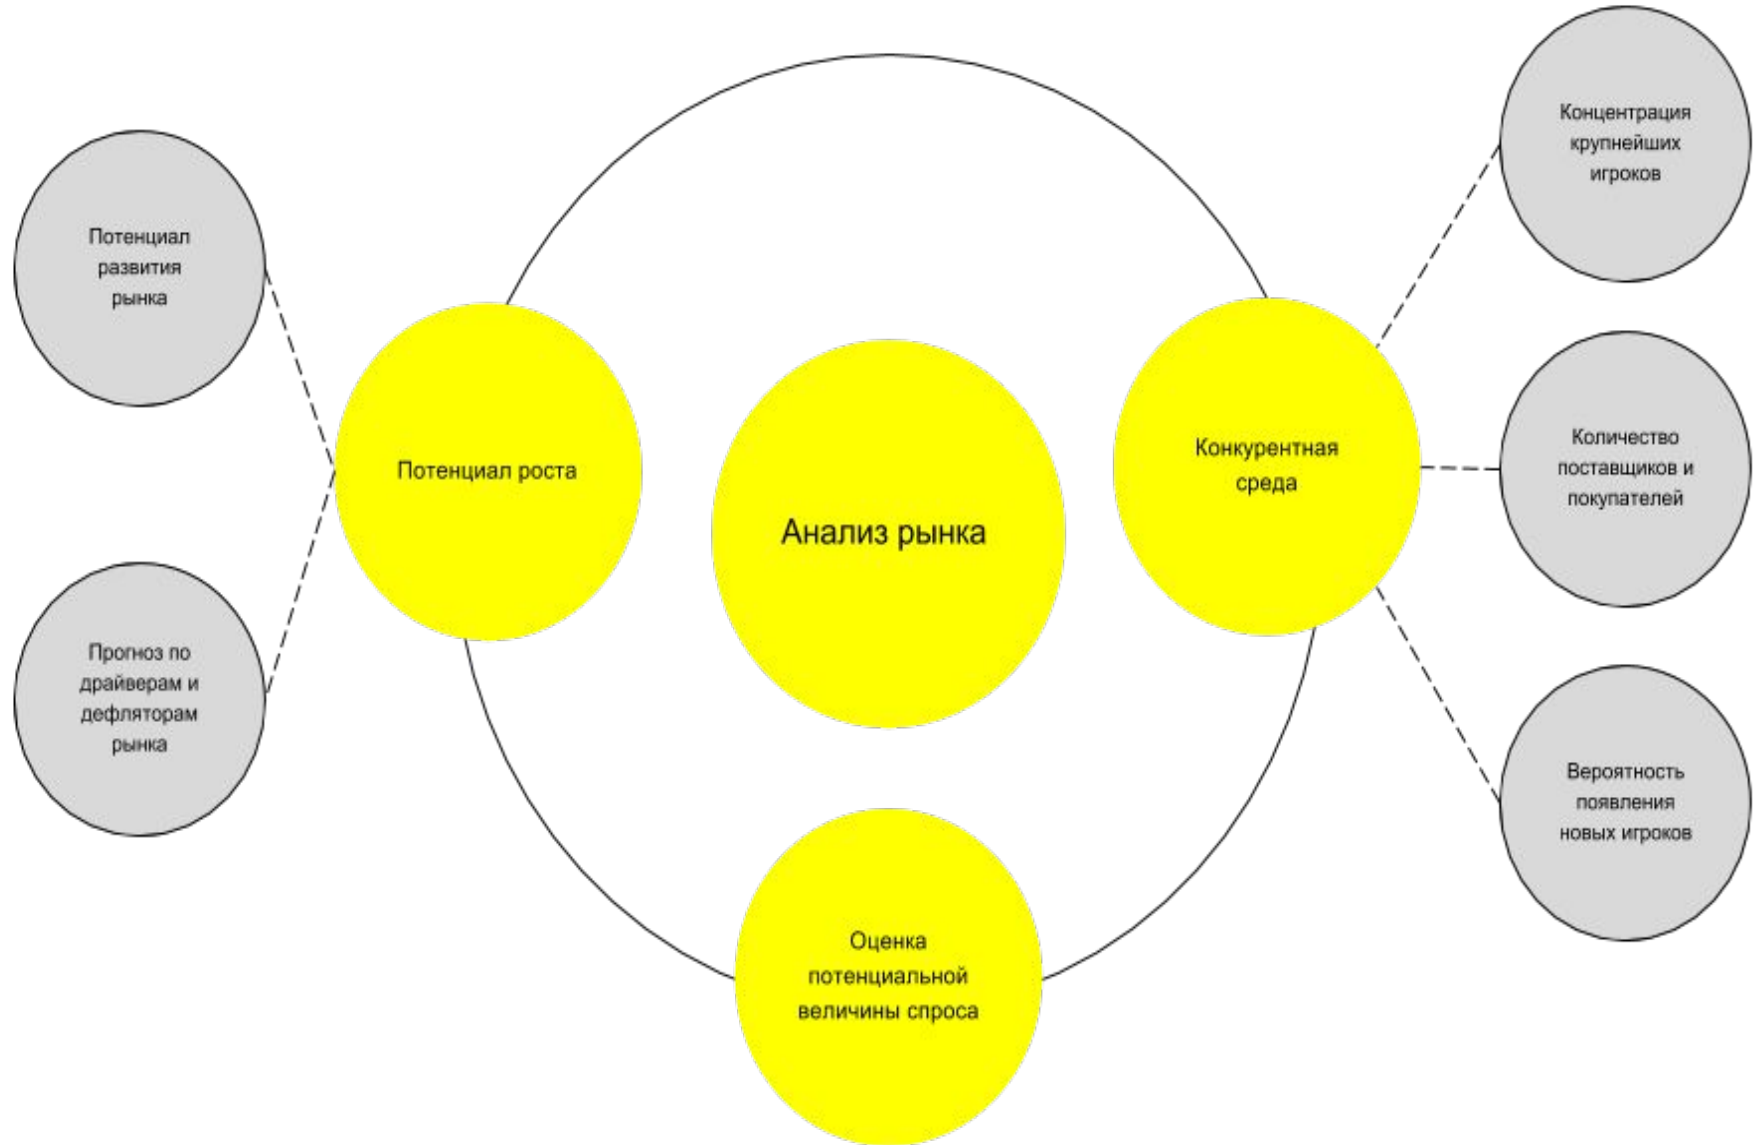 Концентрация
крупнейших
игроков
Потенциал
развития
рынка
Потенциал роста
Анализ рынка
Конкурентная
среда
Количество
поставщиков и
покупателей
Прогноз по
драйверам и
дефляторам
рынка
Вероятность
появления
новых игроков
Оценка
потенциальной
величины спроса